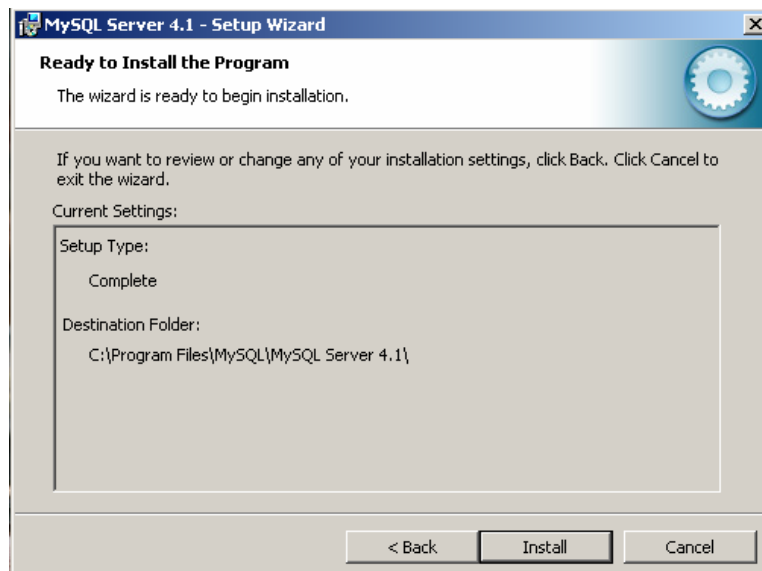 MySQL Server 4.1 - Setup Wizard
Ready to Install the Program
The wizard is ready to begin installation.
If you want to review or change any of your installation settings, click Back. Click Cancel to
exit the wizard.
Current Settings:
Setup Type:
Complete
Destination Folder:
C:\Program Files\MySQL\MySQL Server 4.1\
< Back
Install
Cancel